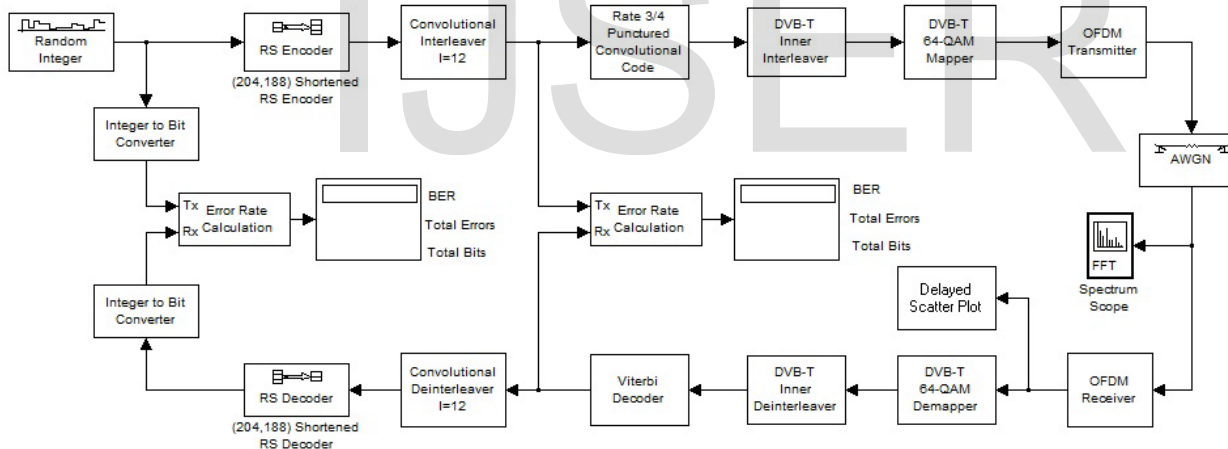 IJSER
Random
Integer
RS Encoder
(204,188) Shortened
RS Encoder
Convolutional
Interleaver
I=12
Rate 3/4
Punctured
Convolutional
Code
DVB-T
Inner
Interleaver
DVB-T
64-QAM
Mapper
OFDM
Transmitter
Integer to Bit
Converter
AWGN
Tx
Rx
Error Rate
Calculation
BER
Total Errors
Total Bits
Tx
Rx
Error Rate
Calculation
BER
Total Errors
Total Bits
FFT
Spectrum
Scope
Delayed
Scatter Plot
Integer to Bit
Converter
RS Decoder
(204,188) Shortened
RS Decoder
Convolutional
Deinterleaver
I=12
Viterbi
Decoder
DVB-T
Inner
Deinterleaver
DVB-T
64-QAM
Demapper
OFDM
Receiver